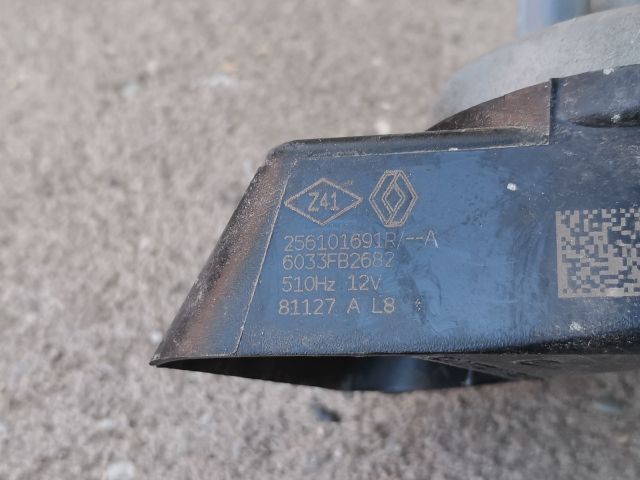 Z41
256101691R/--A
6033FB2682
510Hz 12V
81127 A L8